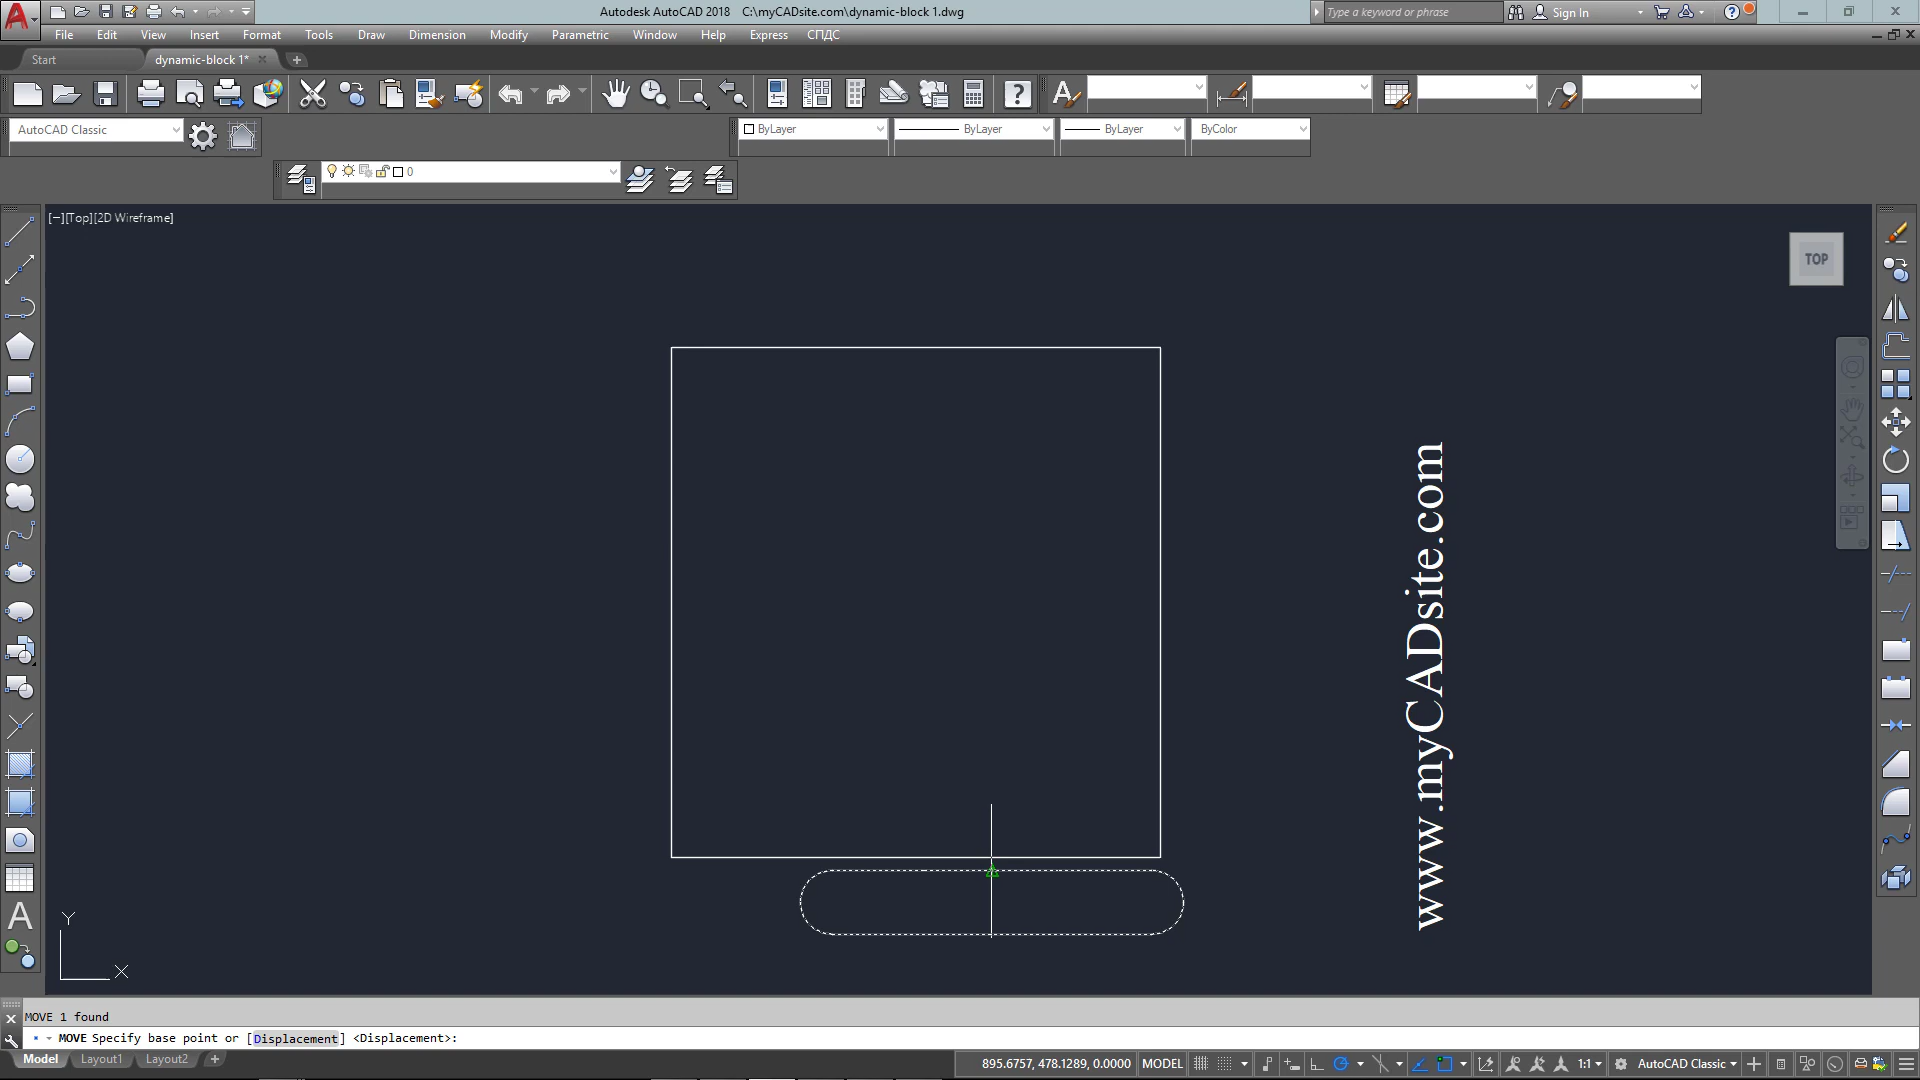 Autodesk AutoCAD 2018 C:\myCADsite.com\dynamic-block 1.dwg
Type a keyword or phrase
Sign In
File Edit View Insert Format Tools Draw Dimension Modify Parametric Window Help Express СПДС
Start
dynamic-block 1*
AutoCAD Classic
ByLayer
ByLayer
ByLayer
ByColor
0
[−][Top][2D Wireframe]
TOP
www.myCADsite.com
Y
X
MOVE 1 found
MOVE Specify base point or [Displacement] <Displacement>:
Model Layout1 Layout2
895.6757, 478.1289, 0.0000 MODEL 1:1 AutoCAD Classic